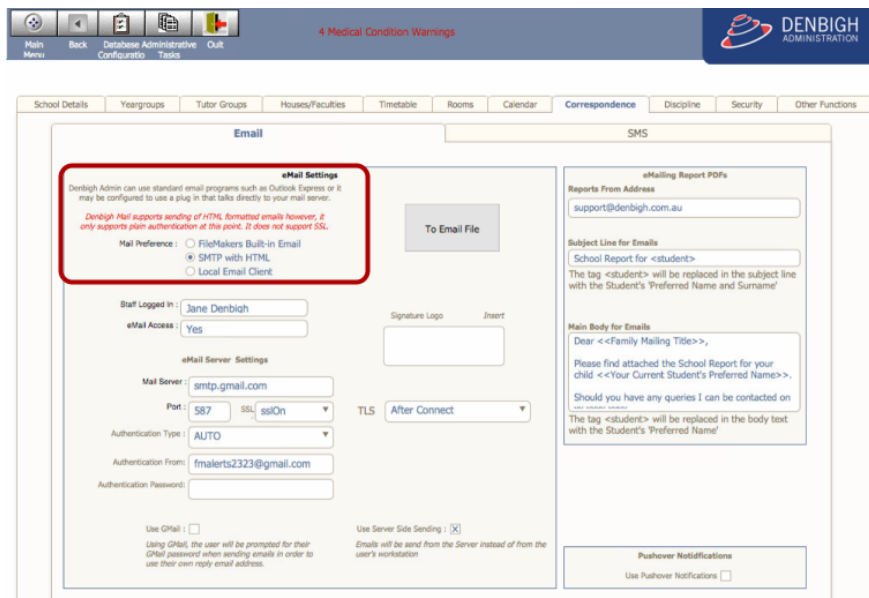 4 Medical Condition Warnings
DENBIGH
ADMINISTRATION
Main
Menu
Back
Database
Configuratio
Administrative
Tasks
Quit
School Details
Yeargroups
Tutor Groups
Houses/Faculties
Timetable
Rooms
Calendar
Correspondence
Discipline
Security
Other Functions
Email
SMS
eMail Settings
Denbigh Admin can use standard email programs such as Outlook Express or it
may be configured to use a plug in that talks directly to your mail server.
Denbigh Mail supports sending of HTML formatted emails however, it
only supports plain authentication at this point. It does not support SSL.
Mail Preference :
FileMakers Built-in Email
SMTP with HTML
Local Email Client
To Email File
Staff Logged In : Jane Denbigh
eMail Access : Yes
Signature Logo
Insert
eMail Server Settings
Mail Server : smtp.gmail.com
Port : 587 SSL : sslOn
TLS After Connect
Authentication Type : AUTO
Authentication From: fmalerts2323@gmail.com
Authentication Password:
Use GMail :
Using GMail, the user will be prompted for their
GMail password when sending emails in order to
use their own reply email address.
Use Server Side Sending : X
Emails will be send from the Server instead of from the
user's workstation
eMailing Report PDFs
Reports From Address
support@denbigh.com.au
Subject Line for Emails
School Report for <student>
The tag <student> will be replaced in the subject line
with the Student's 'Preferred Name and Surname'
Main Body for Emails
Dear <<Family Mailing Title>>,
Please find attached the School Report for your
child <<Your Current Student's Preferred Name>>.
Should you have any queries I can be contacted on
The tag <student> will be replaced in the body text
with the Student's 'Preferred Name'
Pushover Notidfications
Use Pushover Notifications